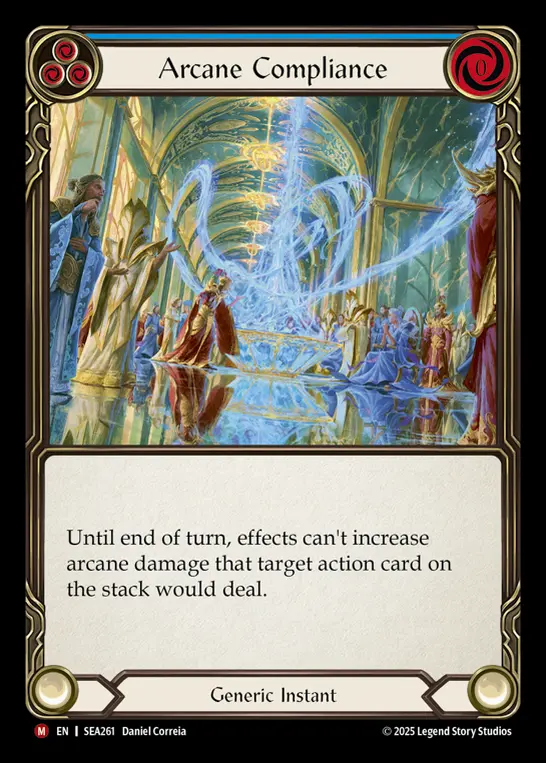 Arcane Compliance
0
Until end of turn, effects can't increase
arcane damage that target action card on
the stack would deal.
Generic Instant
M EN | SEA261 Daniel Correia
© 2025 Legend Story Studios